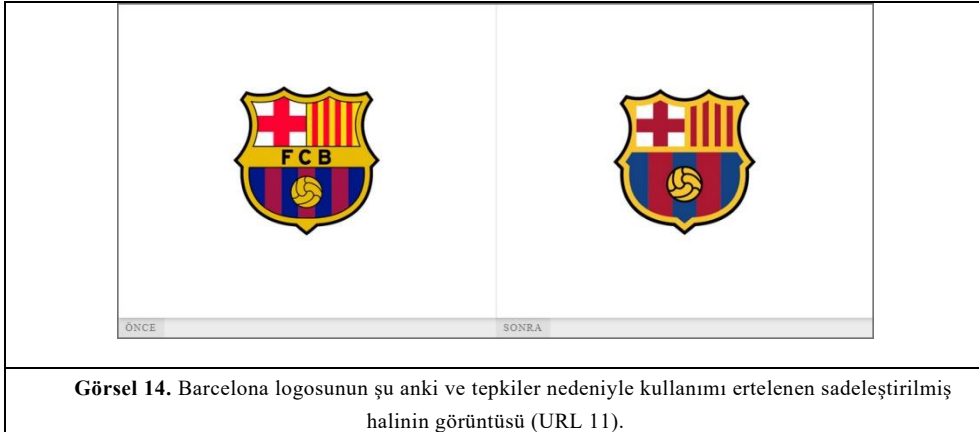 FCB
ÖNCE
SONRA
Görsel 14. Barcelona logosunun şu anki ve tepkiler nedeniyle kullanımı ertelenen sadeleştirilmiş
halinin görüntüsü (URL 11).